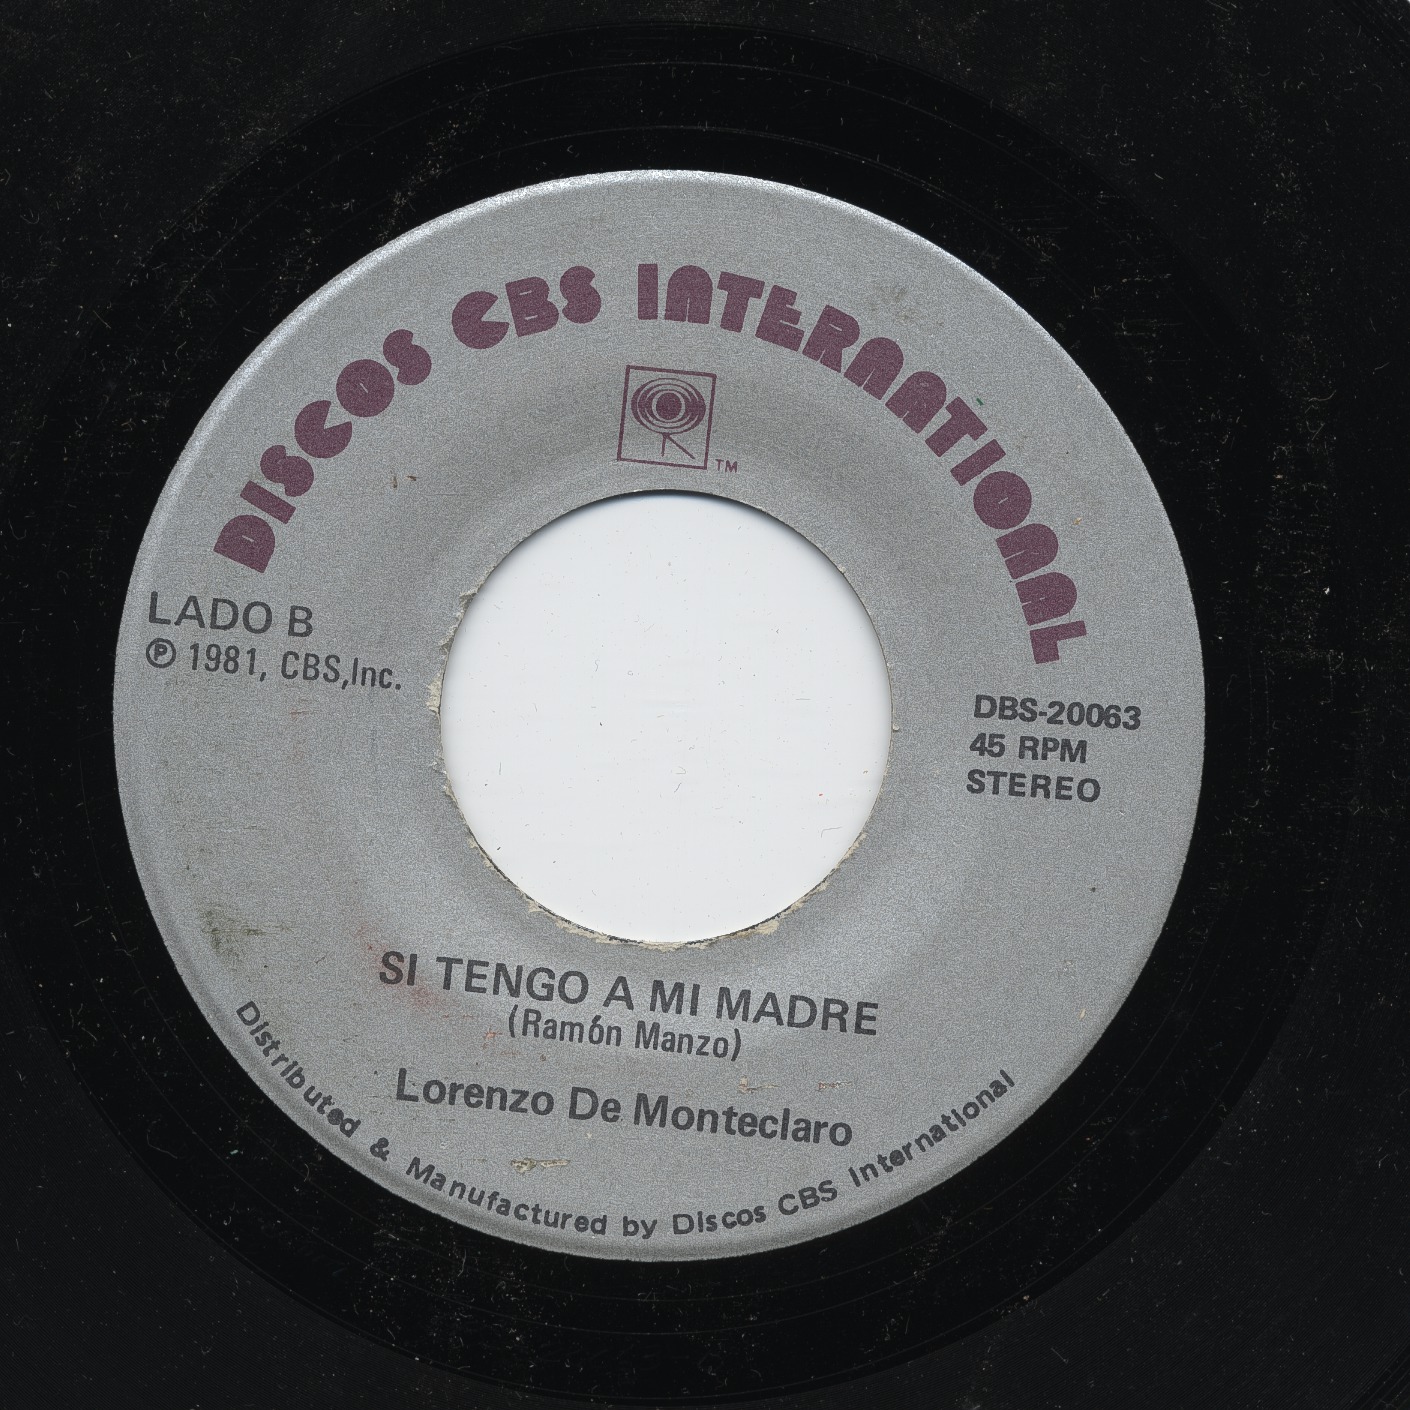 DISCOS CBS INTERNATIONAL
TM
LADO B
℗ 1981, CBS,Inc.
DBS-20063
45 RPM
STEREO
SI TENGO A MI MADRE
(Ramón Manzo)
Lorenzo De Monteclaro
Distributed & Manufactured by Discos CBS International